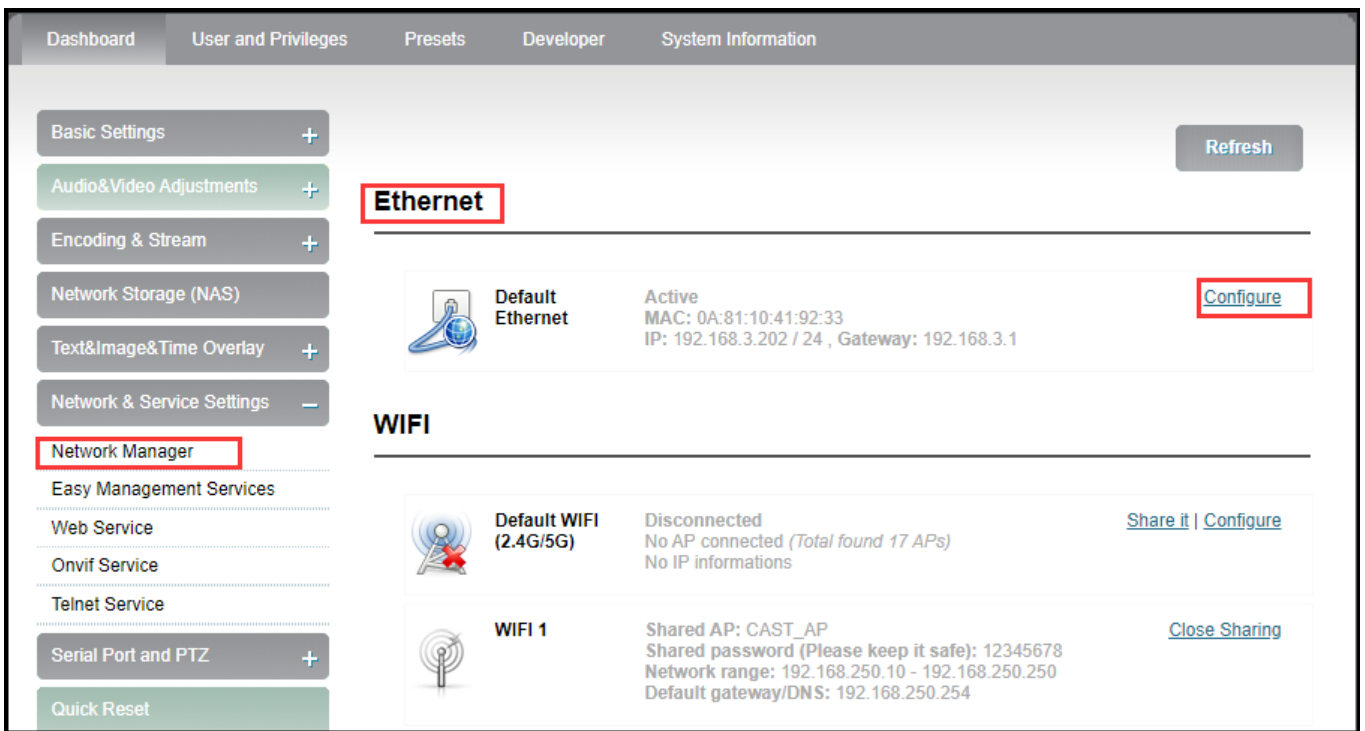 Dashboard User and Privileges Presets Developer System Information
Basic Settings
Refresh
Audio&Video Adjustments
Ethernet
Encoding & Stream
Network Storage (NAS)
Default Ethernet
Active
MAC: 0A:81:10:41:92:33
IP: 192.168.3.202 / 24 , Gateway: 192.168.3.1
Configure
Text&Image&Time Overlay
Network & Service Settings
WIFI
Network Manager
Easy Management Services
Web Service
Onvif Service
Telnet Service
Default WIFI
(2.4G/5G)
Disconnected
No AP connected (Total found 17 APs)
No IP informations
Share it | Configure
WIFI 1
Shared AP: CAST_AP
Shared password (Please keep it safe): 12345678
Network range: 192.168.250.10 - 192.168.250.250
Default gateway/DNS: 192.168.250.254
Close Sharing
Serial Port and PTZ
Quick Reset